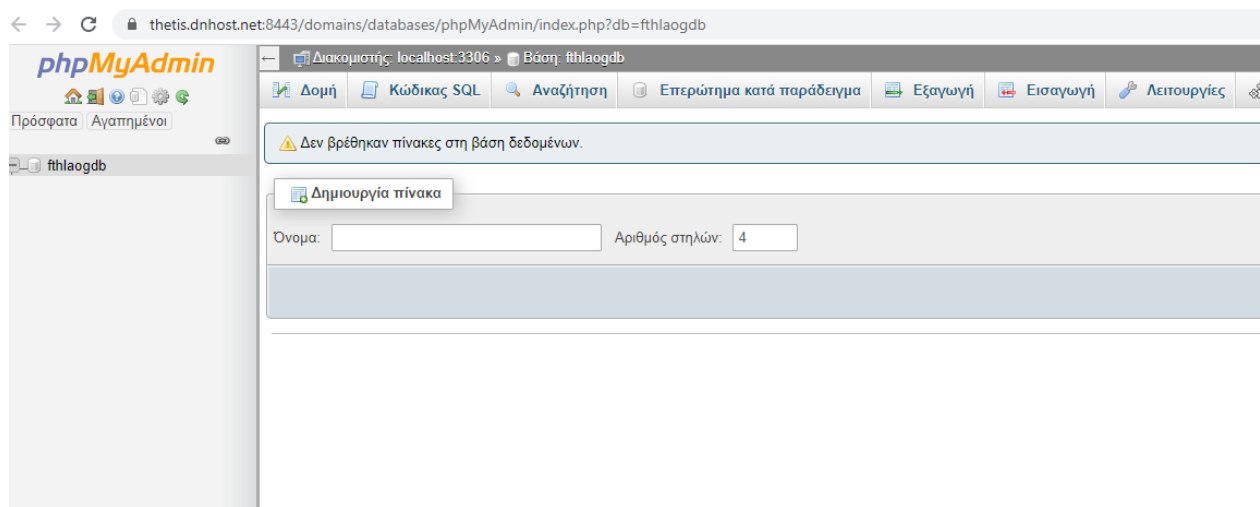 thetis.dnhost.net:8443/domains/databases/phpMyAdmin/index.php?db=fthlaogdb
phpMyAdmin
Πρόσφατα Αγαπημένοι
fthlaogdb
Διακομιστής: localhost:3306 » Βάση: fthlaogdb
Δομή Κώδικας SQL Αναζήτηση Επερώτημα κατά παράδειγμα Εξαγωγή Εισαγωγή Λειτουργίες
Δεν βρέθηκαν πίνακες στη βάση δεδομένων.
Δημιουργία πίνακα
Όνομα: Αριθμός στηλών: 4